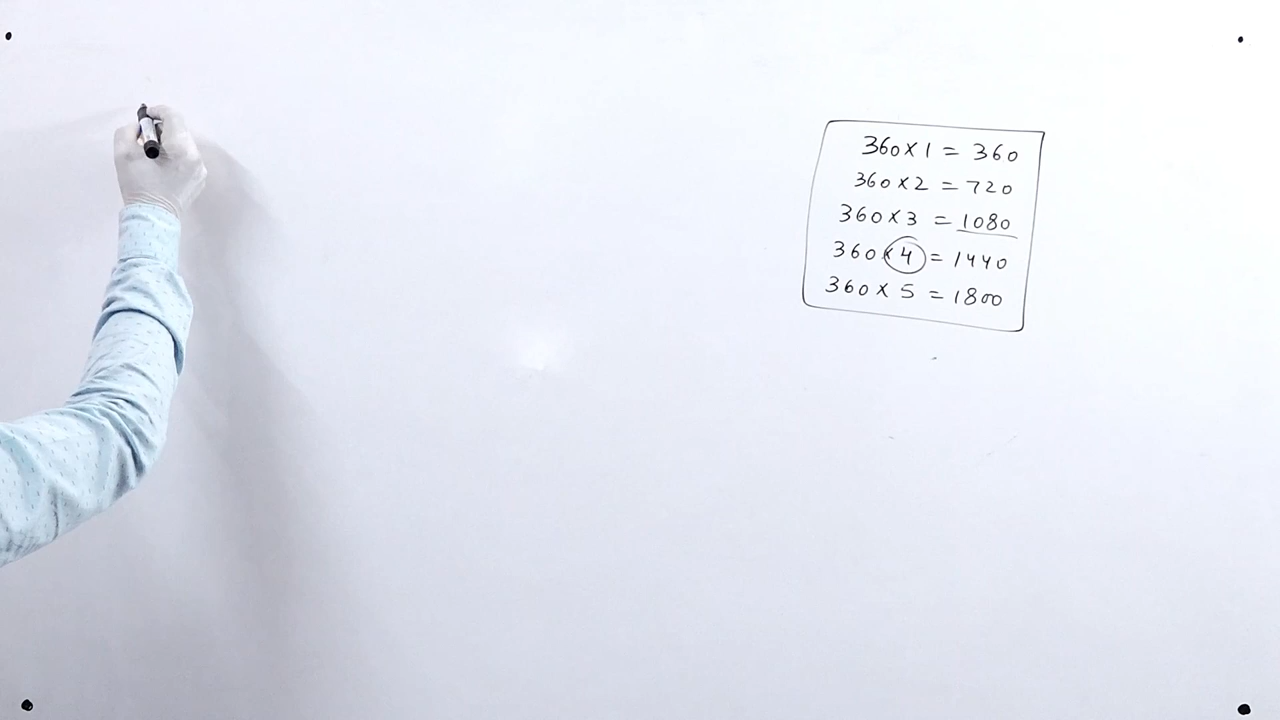 360 × 1 = 360
360 × 2 = 720
360 × 3 = 1080
360 × 4 = 1440
360 × 5 = 1800